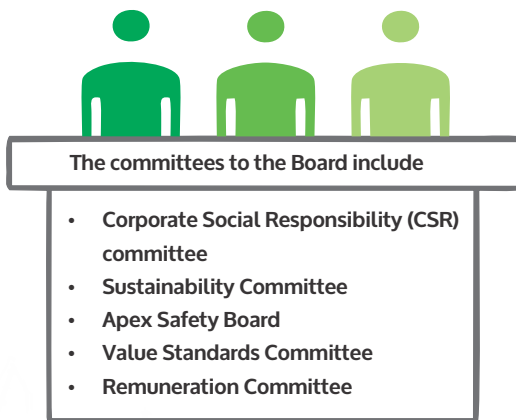 The committees to the Board include
• Corporate Social Responsibility (CSR)
committee
• Sustainability Committee
• Apex Safety Board
• Value Standards Committee
• Remuneration Committee